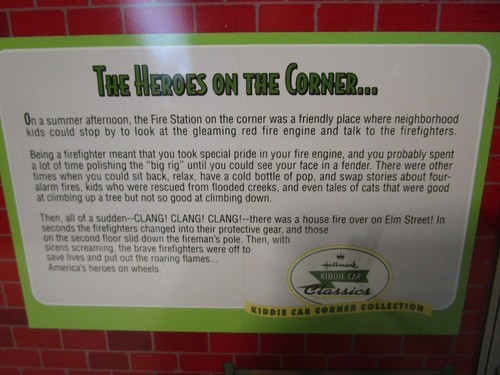 THE HEROES ON THE CORNER...
On a summer afternoon, the Fire Station on the corner was a friendly place where neighborhood
kids could stop by to look at the gleaming red fire engine and talk to the firefighters.
Being a firefighter meant that you took special pride in your fire engine, and you probably spent
a lot of time polishing the "big rig" until you could see your face in a fender. There were other
times when you could sit back, relax, have a cold bottle of pop, and swap stories about four-
alarm fires, kids who were rescued from flooded creeks, and even tales of cats that were good
at climbing up a tree but not so good at climbing down.
Then, all of a sudden--CLANG! CLANG! CLANG!--there was a house fire over on Elm Street! In
seconds the firefighters changed into their protective gear, and those
on the second floor slid down the fireman's pole. Then, with
sirens screaming, the brave firefighters were off to
save lives and put out the roaring flames...
America's heroes on wheels.
Hallmark
KIDDIE CAR
Classics
KIDDIE CAR CORNER COLLECTION